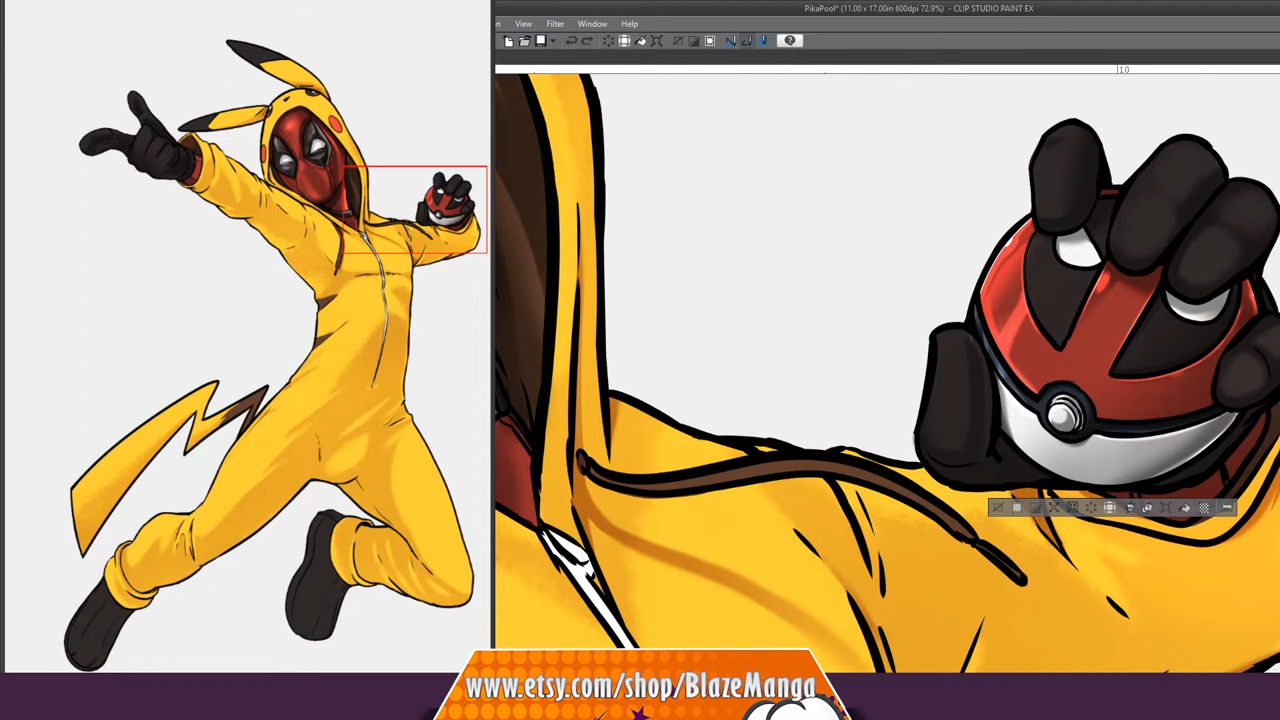 PikaPool* (11.00 x 17.00in 600dpi 72.9%) - CLIP STUDIO PAINT EX
n View Filter Window Help
10
www.etsy.com/shop/BlazeManga